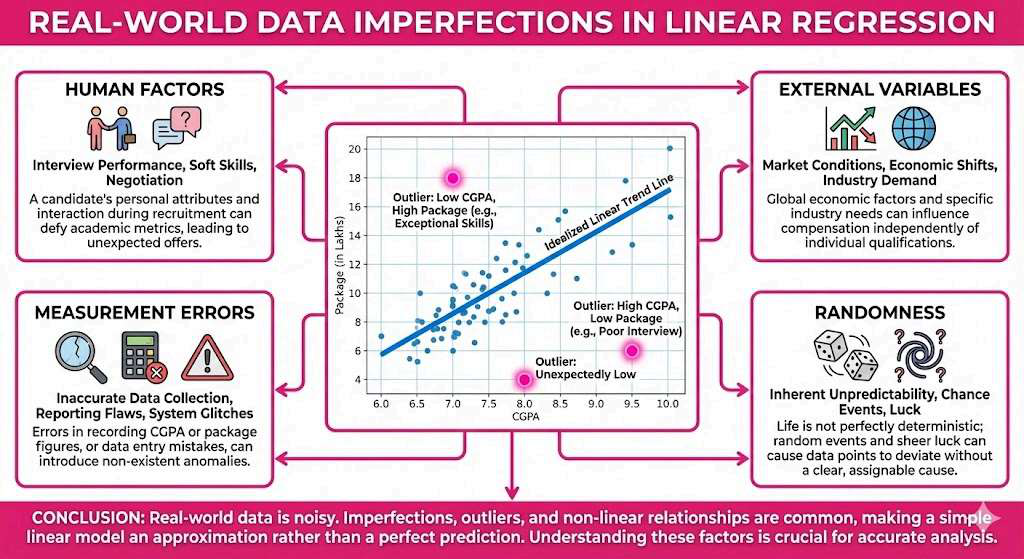 REAL-WORLD DATA IMPERFECTIONS IN LINEAR REGRESSION
HUMAN FACTORS
Interview Performance, Soft Skills,
Negotiation
A candidate's personal attributes and
interaction during recruitment can
defy academic metrics, leading to
unexpected offers.
MEASUREMENT ERRORS
Inaccurate Data Collection,
Reporting Flaws, System Glitches
Errors in recording CGPA or package
figures, or data entry mistakes, can
introduce non-existent anomalies.
20
18
16
14
12
10
8
6
4
Package (in Lakhs)
Outlier: Low CGPA,
High Package (e.g.,
Exceptional Skills)
Idealized Linear Trend Line
Outlier: High CGPA,
Low Package
(e.g., Poor Interview)
Outlier:
Unexpectedly Low
6.0 6.5 7.0 7.5 8.0 8.5 9.0 9.5 10.0
CGPA
EXTERNAL VARIABLES
Market Conditions, Economic Shifts,
Industry Demand
Global economic factors and specific
industry needs can influence
compensation independently of
individual qualifications.
RANDOMNESS
? ?
? ?
Inherent Unpredictability, Chance
Events, Luck
Life is not perfectly deterministic;
random events and sheer luck can
cause data points to deviate without
a clear, assignable cause.
CONCLUSION: Real-world data is noisy. Imperfections, outliers, and non-linear relationships are common, making a simple
linear model an approximation rather than a perfect prediction. Understanding these factors is crucial for accurate analysis.